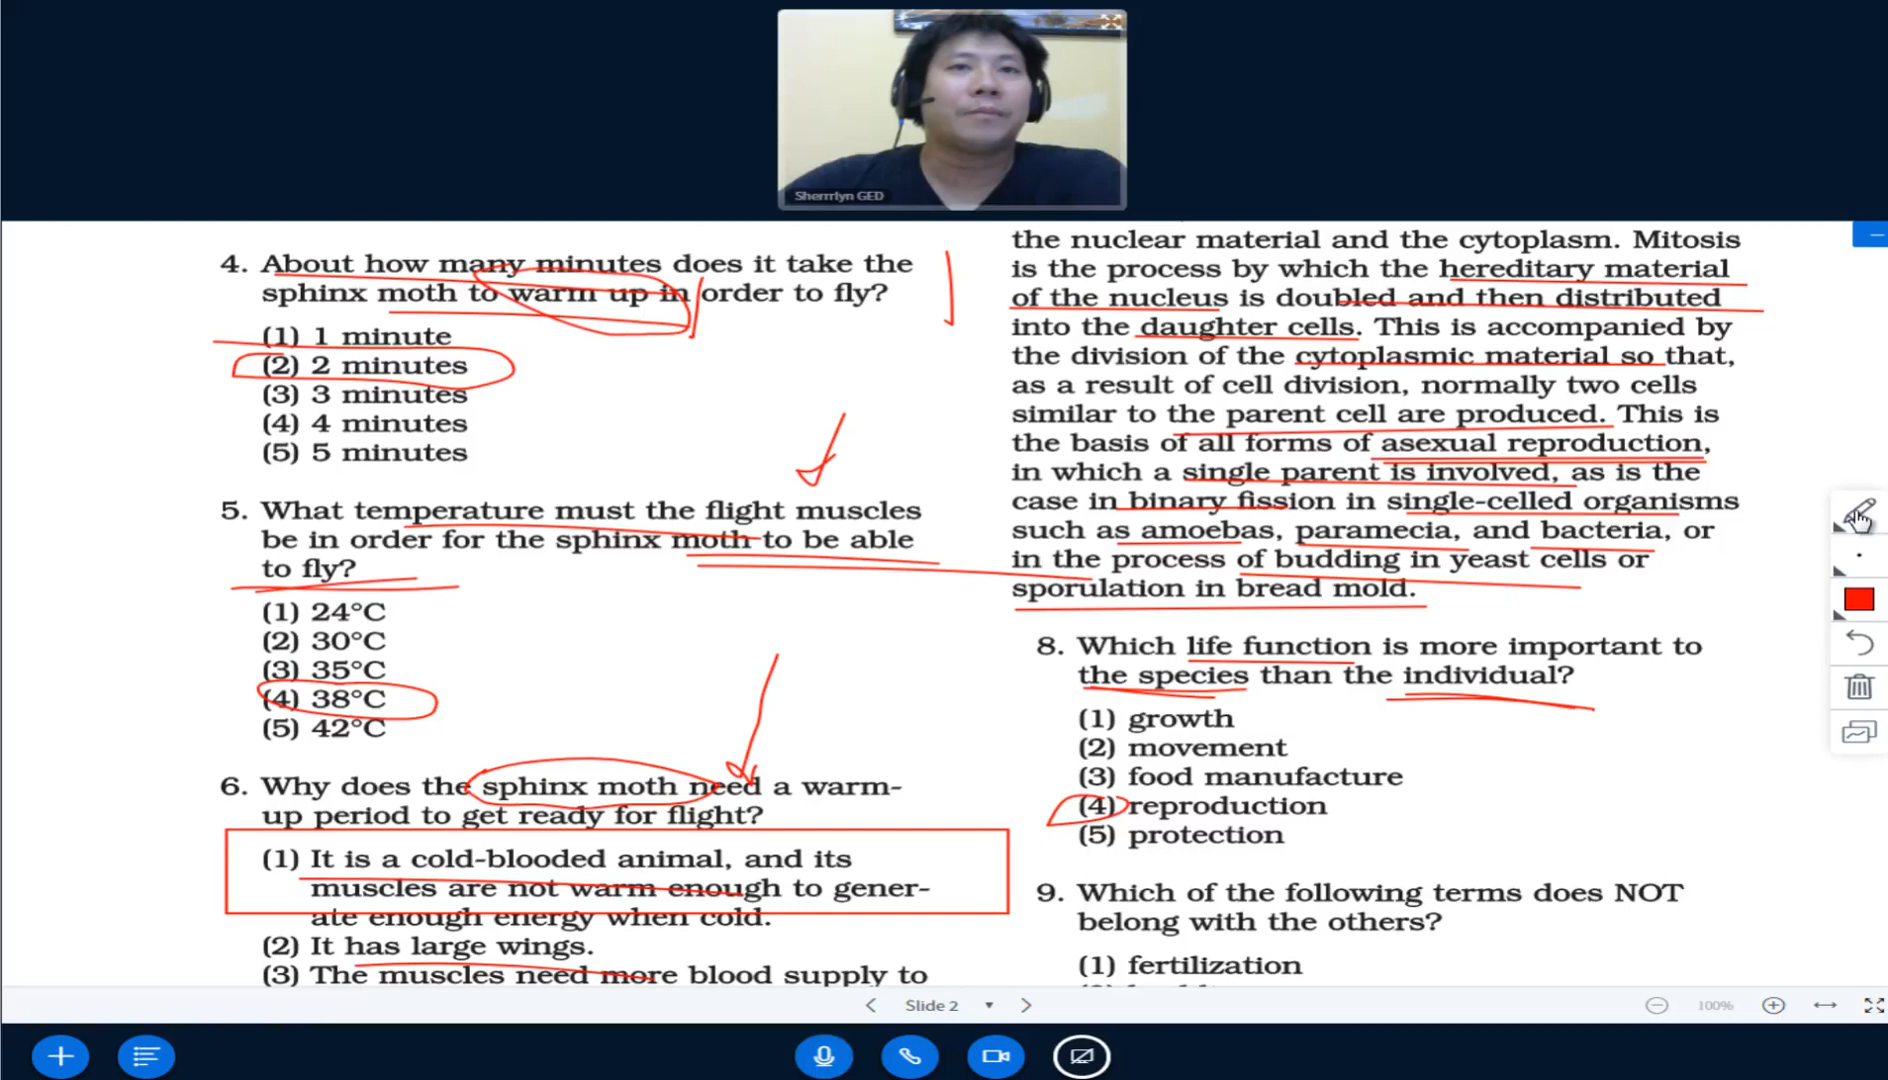 Sherrrlyn GED
4. About how many minutes does it take the
sphinx moth to warm up in order to fly?
(1) 1 minute
(2) 2 minutes
(3) 3 minutes
(4) 4 minutes
(5) 5 minutes
5. What temperature must the flight muscles
be in order for the sphinx moth to be able
to fly?
(1) 24°C
(2) 30°C
(3) 35°C
(4) 38°C
(5) 42°C
6. Why does the sphinx moth need a warm-
up period to get ready for flight?
(1) It is a cold-blooded animal, and its
muscles are not warm enough to gener-
ate enough energy when cold.
(2) It has large wings.
(3) The muscles need more blood supply to
the nuclear material and the cytoplasm. Mitosis
is the process by which the hereditary material
of the nucleus is doubled and then distributed
into the daughter cells. This is accompanied by
the division of the cytoplasmic material so that,
as a result of cell division, normally two cells
similar to the parent cell are produced. This is
the basis of all forms of asexual reproduction,
in which a single parent is involved, as is the
case in binary fission in single-celled organisms
such as amoebas, paramecia, and bacteria, or
in the process of budding in yeast cells or
sporulation in bread mold.
8. Which life function is more important to
the species than the individual?
(1) growth
(2) movement
(3) food manufacture
(4) reproduction
(5) protection
9. Which of the following terms does NOT
belong with the others?
(1) fertilization
Slide 2
100%